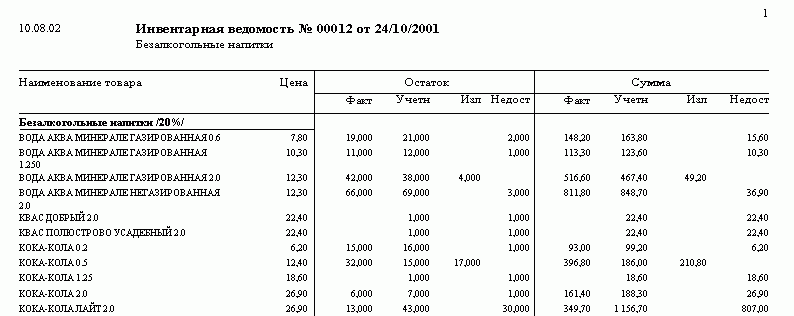 1
10.08.02 Инвентарная ведомость № 00012 от 24/10/2001
Безалкогольные напитки
Наименование товара Цена Остаток Сумма
Факт Учетн Изл Недост Факт Учетн Изл Недост
Безалкогольные напитки /20%/
ВОДА АКВА МИНЕРАЛЕ ГАЗИРОВАННАЯ 0.6 7,80 19,000 21,000 2,000 148,20 163,80 15,60
ВОДА АКВА МИНЕРАЛЕ ГАЗИРОВАННАЯ 10,30 11,000 12,000 1,000 113,30 123,60 10,30
1.250
ВОДА АКВА МИНЕРАЛЕ ГАЗИРОВАННАЯ 2.0 12,30 42,000 38,000 4,000 516,60 467,40 49,20
ВОДА АКВА МИНЕРАЛЕ НЕГАЗИРОВАННАЯ 12,30 66,000 69,000 3,000 811,80 848,70 36,90
2.0
КВАС ДОБРЫЙ 2.0 22,40 1,000 1,000 22,40 22,40
КВАС ПОЛЮСТРОВО УСАДЕБНЫЙ 2.0 22,40 1,000 1,000 22,40 22,40
КОКА-КОЛА 0.2 6,20 15,000 16,000 1,000 93,00 99,20 6,20
КОКА-КОЛА 0.5 12,40 32,000 15,000 17,000 396,80 186,00 210,80
КОКА-КОЛА 1.25 18,60 1,000 1,000 18,60 18,60
КОКА-КОЛА 2.0 26,90 6,000 7,000 1,000 161,40 188,30 26,90
КОКА-КОЛА ЛАЙТ 2.0 26,90 13,000 43,000 30,000 349,70 1 156,70 807,00